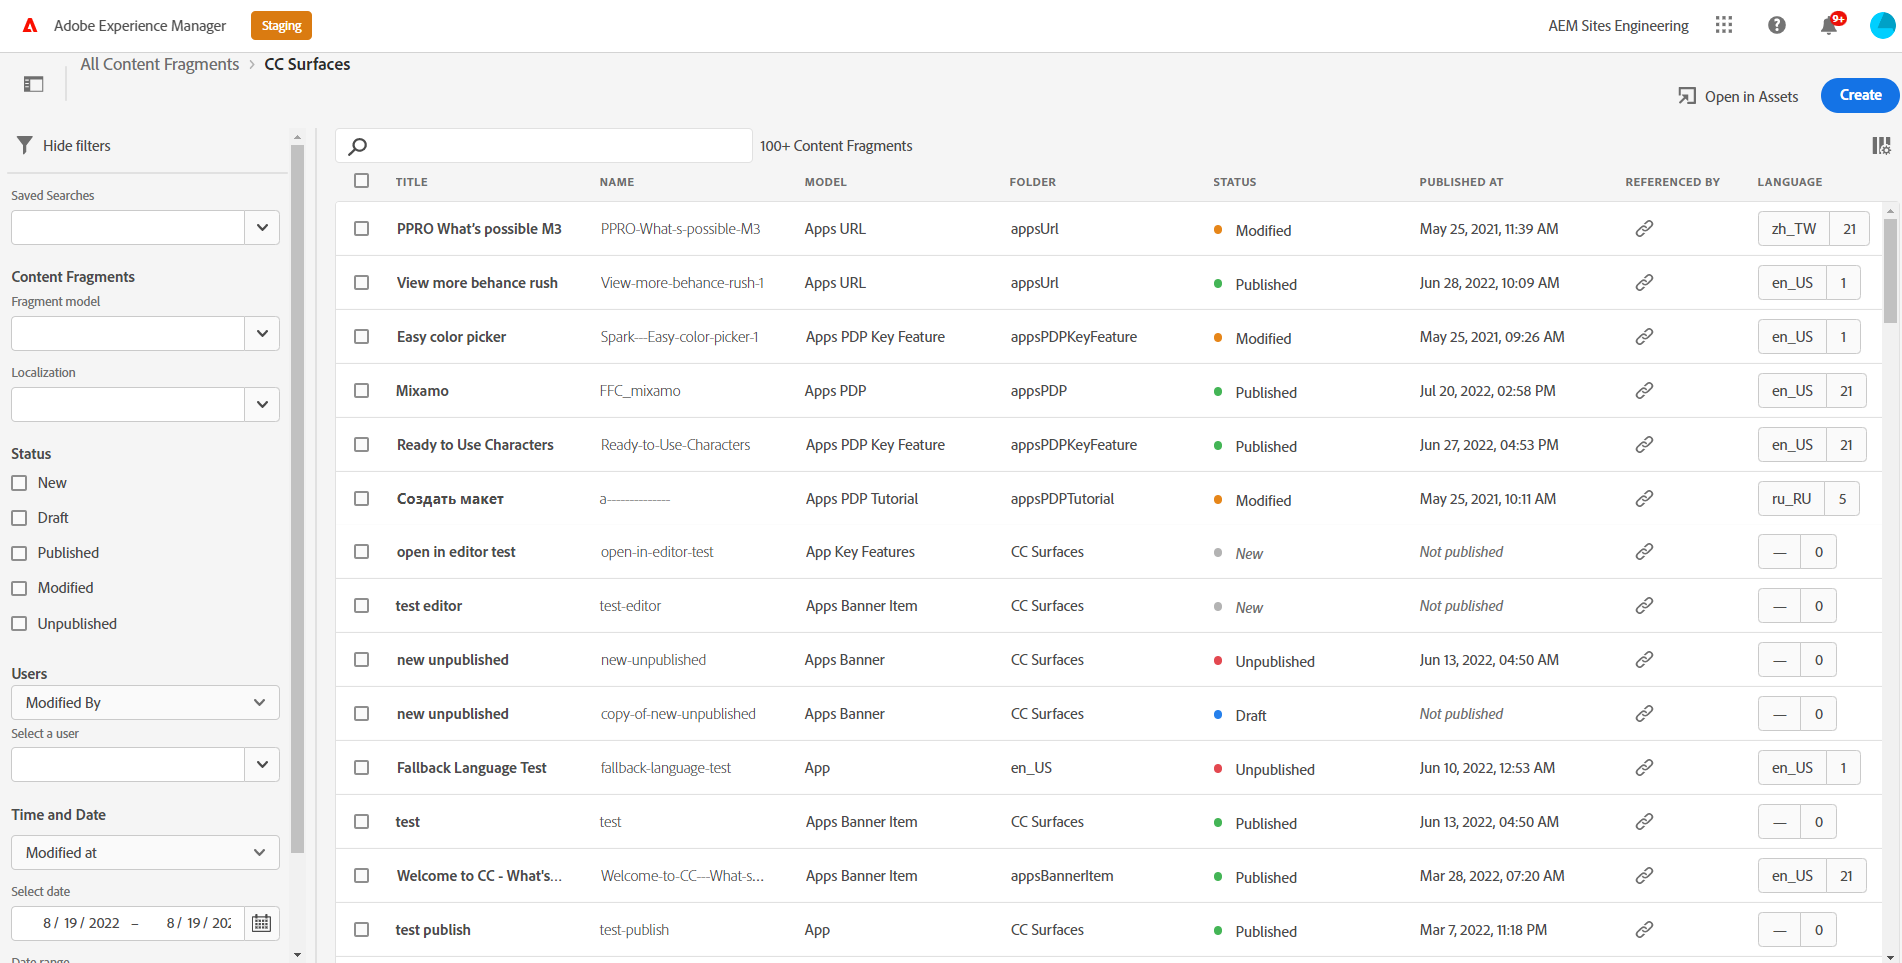 Adobe Experience Manager
Staging
AEM Sites Engineering
9+
All Content Fragments › CC Surfaces
Open in Assets
Create
Hide filters
100+ Content Fragments
Saved Searches
Content Fragments
Fragment model
Localization
Status
New
Draft
Published
Modified
Unpublished
Users
Modified By
Select a user
Time and Date
Modified at
Select date
8/ 19/ 2022 – 8/ 19/ 202
Date range
TITLE NAME MODEL FOLDER STATUS PUBLISHED AT REFERENCED BY LANGUAGE
PPRO What's possible M3 PPRO-What-s-possible-M3 Apps URL appsUrl Modified May 25, 2021, 11:39 AM zh_TW 21
View more behance rush View-more-behance-rush-1 Apps URL appsUrl Published Jun 28, 2022, 10:09 AM en_US 1
Easy color picker Spark---Easy-color-picker-1 Apps PDP Key Feature appsPDPKeyFeature Modified May 25, 2021, 09:26 AM en_US 1
Mixamo FFC_mixamo Apps PDP appsPDP Published Jul 20, 2022, 02:58 PM en_US 21
Ready to Use Characters Ready-to-Use-Characters Apps PDP Key Feature appsPDPKeyFeature Published Jun 27, 2022, 04:53 PM en_US 21
Создать макет a-------------- Apps PDP Tutorial appsPDPTutorial Modified May 25, 2021, 10:11 AM ru_RU 5
open in editor test open-in-editor-test App Key Features CC Surfaces New Not published — 0
test editor test-editor Apps Banner Item CC Surfaces New Not published — 0
new unpublished new-unpublished Apps Banner CC Surfaces Unpublished Jun 13, 2022, 04:50 AM — 0
new unpublished copy-of-new-unpublished Apps Banner CC Surfaces Draft Not published — 0
Fallback Language Test fallback-language-test App en_US Unpublished Jun 10, 2022, 12:53 AM en_US 1
test test Apps Banner Item CC Surfaces Published Jun 13, 2022, 04:50 AM — 0
Welcome to CC - What's... Welcome-to-CC---What-s... Apps Banner Item appsBannerItem Published Mar 28, 2022, 07:20 AM en_US 21
test publish test-publish App CC Surfaces Published Mar 7, 2022, 11:18 PM — 0